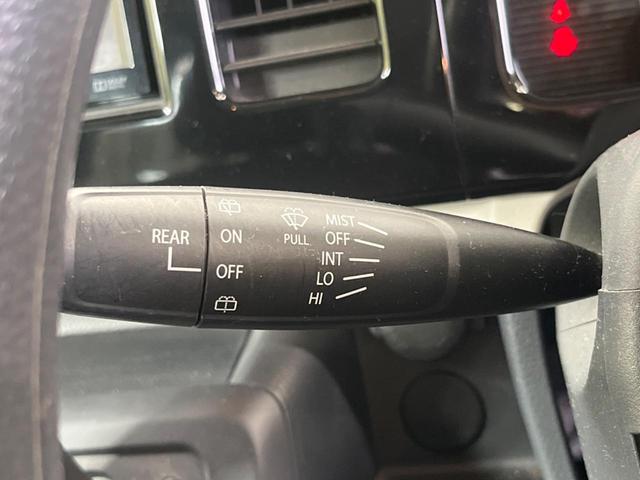 REAR
ON
OFF
PULL
MIST
OFF
INT
LO
HI